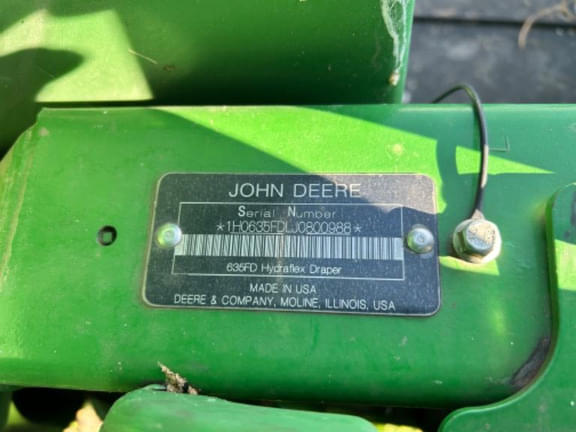 JOHN DEERE
Serial Number
*1H0635FDLJ0800988*
635FD Hydraflex Draper
MADE IN USA
DEERE & COMPANY, MOLINE, ILLINOIS, USA